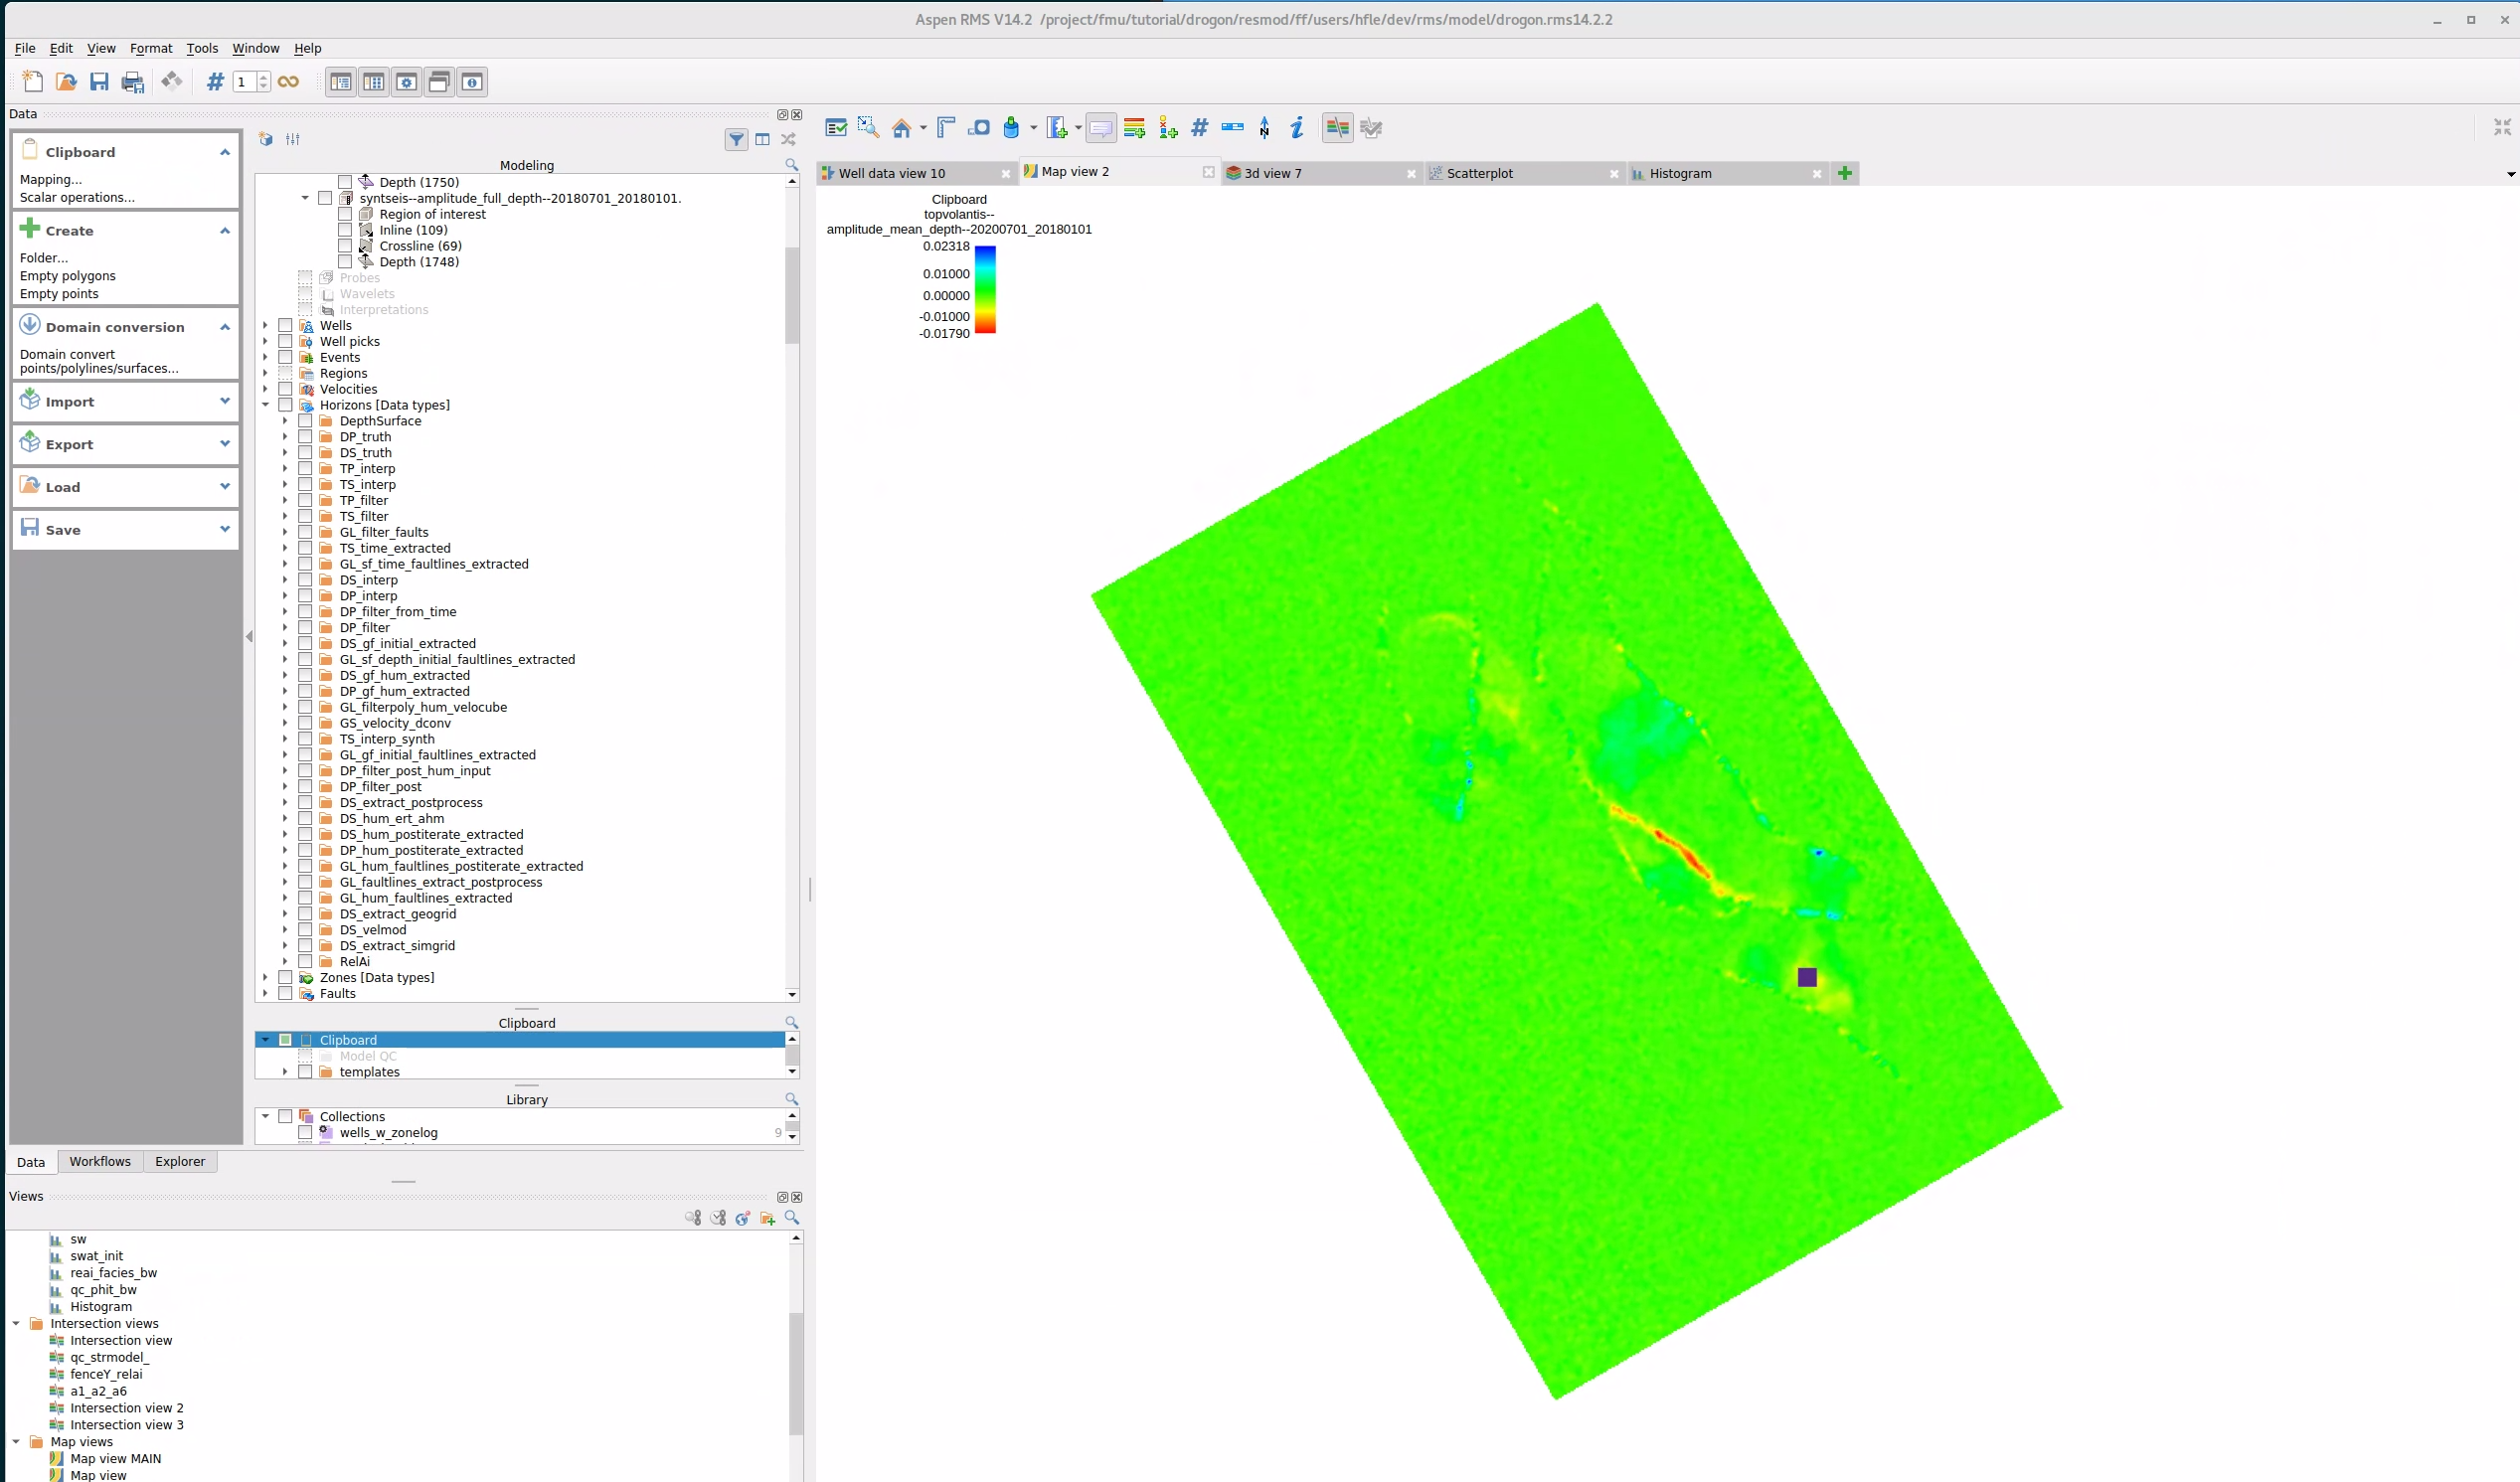 Aspen RMS V14.2 /project/fmu/tutorial/drogon/resmod/ff/users/hfle/dev/rms/model/drogon.rms14.2.2
File Edit View Format Tools Window Help
1
Data
Clipboard
Mapping...
Scalar operations...
Create
Folder...
Empty polygons
Empty points
Domain conversion
Domain convert
points/polylines/surfaces...
Import
Export
Load
Save
Modeling
Depth (1750)
syntseis--amplitude_full_depth--20180701_20180101.
Region of interest
Inline (109)
Crossline (69)
Depth (1748)
Probes
Wavelets
Interpretations
Wells
Well picks
Events
Regions
Velocities
Horizons [Data types]
DepthSurface
DP_truth
DS_truth
TP_interp
TS_interp
TP_filter
TS_filter
GL_filter_faults
TS_time_extracted
GL_sf_time_faultlines_extracted
DS_interp
DP_interp
DP_filter_from_time
DP_filter
DS_gf_initial_extracted
GL_sf_depth_initial_faultlines_extracted
DS_gf_hum_extracted
DP_gf_hum_extracted
GL_filterpoly_hum_velocube
GS_velocity_dconv
TS_interp_synth
GL_gf_initial_faultlines_extracted
DP_filter_post_hum_input
DP_filter_post
DS_extract_postprocess
DS_hum_ert_ahm
DS_hum_postiterate_extracted
DP_hum_postiterate_extracted
GL_hum_faultlines_postiterate_extracted
GL_faultlines_extract_postprocess
GL_hum_faultlines_extracted
DS_extract_geogrid
DS_velmod
DS_extract_simgrid
RelAi
Zones [Data types]
Faults
Clipboard
Clipboard
Model QC
templates
Library
Collections
wells_w_zonelog 9
Data Workflows Explorer
Views
sw
swat_init
reai_facies_bw
qc_phit_bw
Histogram
Intersection views
Intersection view
qc_strmodel_
fenceY_relai
a1_a2_a6
Intersection view 2
Intersection view 3
Map views
Map view MAIN
Map view
Well data view 10 Map view 2 3d view 7 Scatterplot Histogram
Clipboard
topvolantis--
amplitude_mean_depth--20200701_20180101
0.02318
0.01000
0.00000
-0.01000
-0.01790